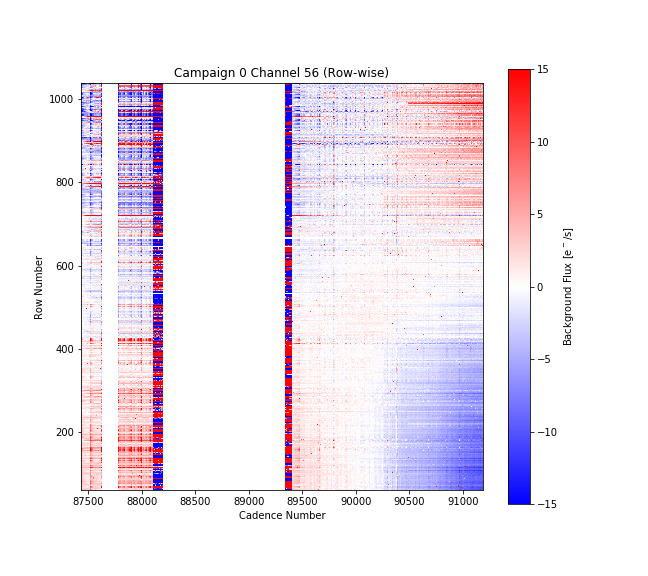 Campaign 0 Channel 56 (Row-wise)
1000
800
600
400
200
Row Number
87500 88000 88500 89000 89500 90000 90500 91000
Cadence Number
15
10
5
0
−5
−10
−15
Background Flux [e⁻/s]